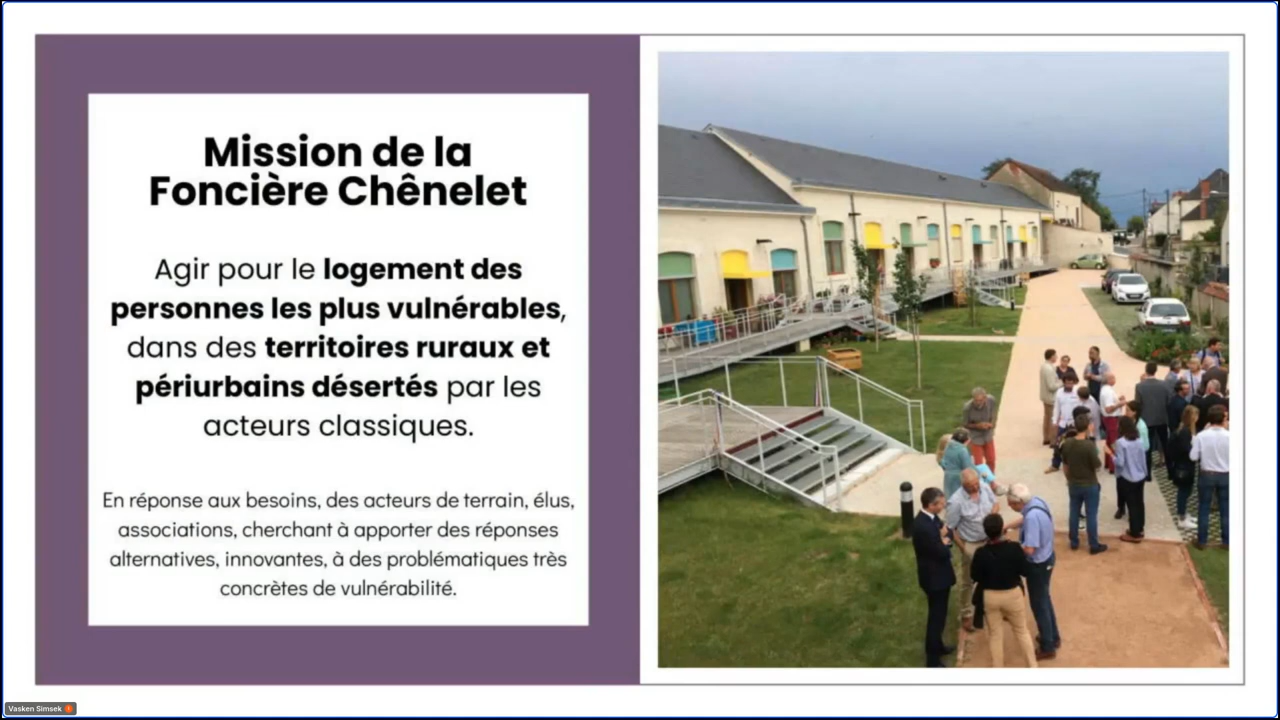 Mission de la
Foncière Chênelet
Agir pour le logement des
personnes les plus vulnérables,
dans des territoires ruraux et
périurbains désertés par les
acteurs classiques.
En réponse aux besoins, des acteurs de terrain, élus,
associations, cherchant à apporter des réponses
alternatives, innovantes, à des problématiques très
concrètes de vulnérabilité.
Vasken Simsek